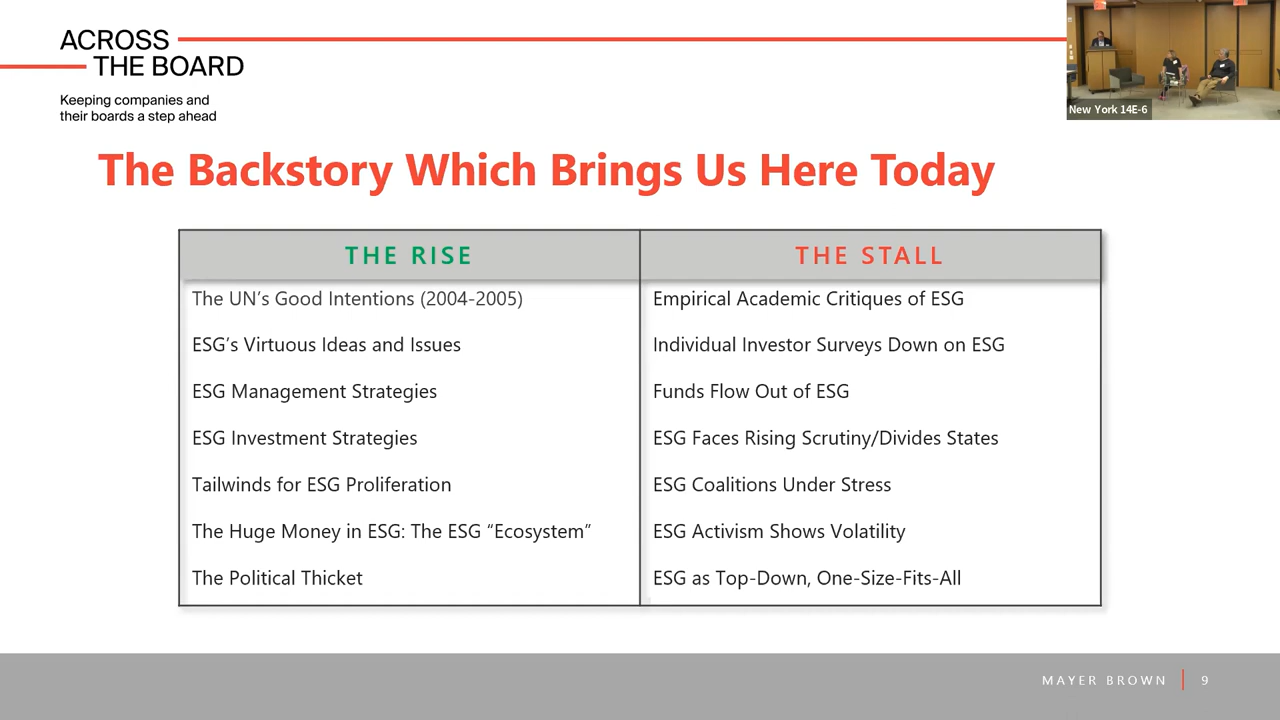 ACROSS
THE BOARD
Keeping companies and
their boards a step ahead
New York 14E-6
The Backstory Which Brings Us Here Today
THE RISE
THE STALL
The UN’s Good Intentions (2004-2005)
Empirical Academic Critiques of ESG
ESG’s Virtuous Ideas and Issues
Individual Investor Surveys Down on ESG
ESG Management Strategies
Funds Flow Out of ESG
ESG Investment Strategies
ESG Faces Rising Scrutiny/Divides States
Tailwinds for ESG Proliferation
ESG Coalitions Under Stress
The Huge Money in ESG: The ESG “Ecosystem”
ESG Activism Shows Volatility
The Political Thicket
ESG as Top-Down, One-Size-Fits-All
MAYER BROWN | 9